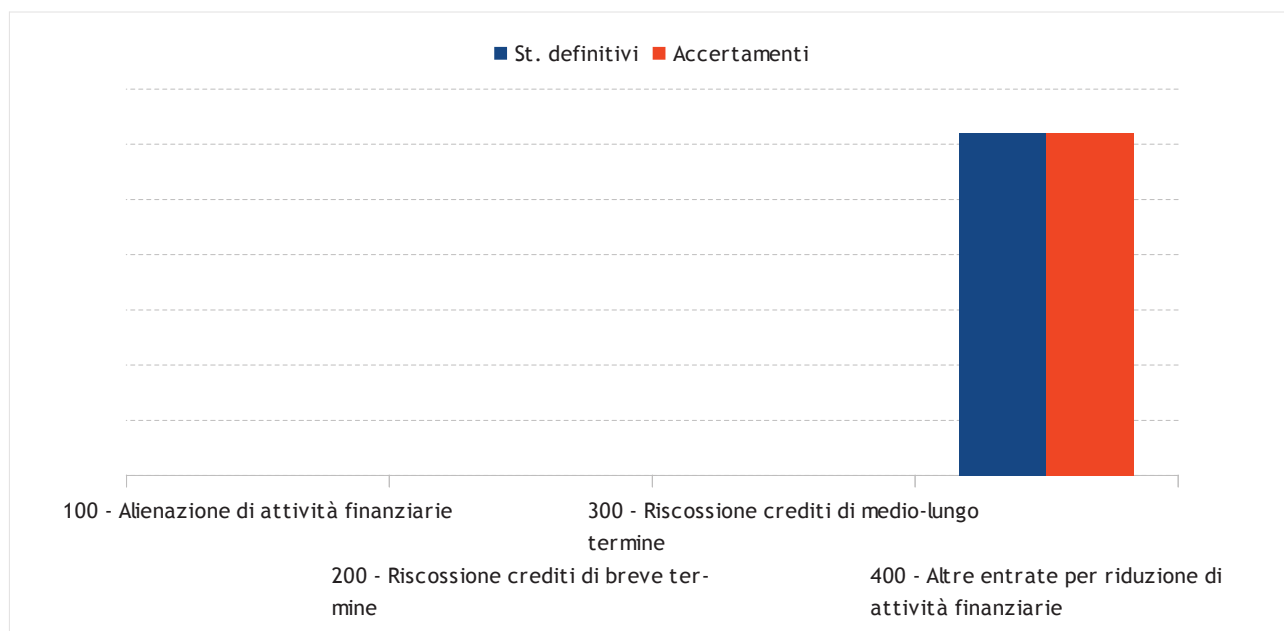 St. definitivi Accertamenti
100 - Alienazione di attività finanziarie
200 - Riscossione crediti di breve ter-
mine
300 - Riscossione crediti di medio-lungo
termine
400 - Altre entrate per riduzione di
attività finanziarie